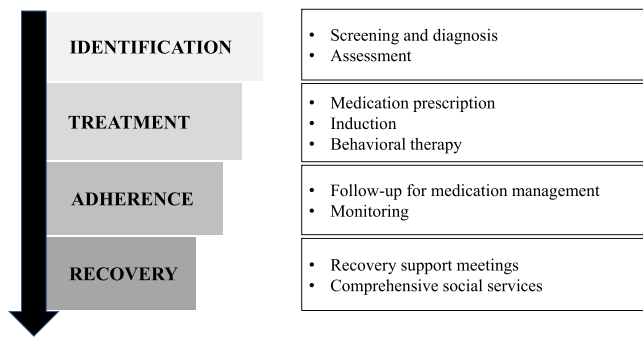 IDENTIFICATION
• Screening and diagnosis
• Assessment
TREATMENT
• Medication prescription
• Induction
• Behavioral therapy
ADHERENCE
• Follow-up for medication management
• Monitoring
RECOVERY
• Recovery support meetings
• Comprehensive social services